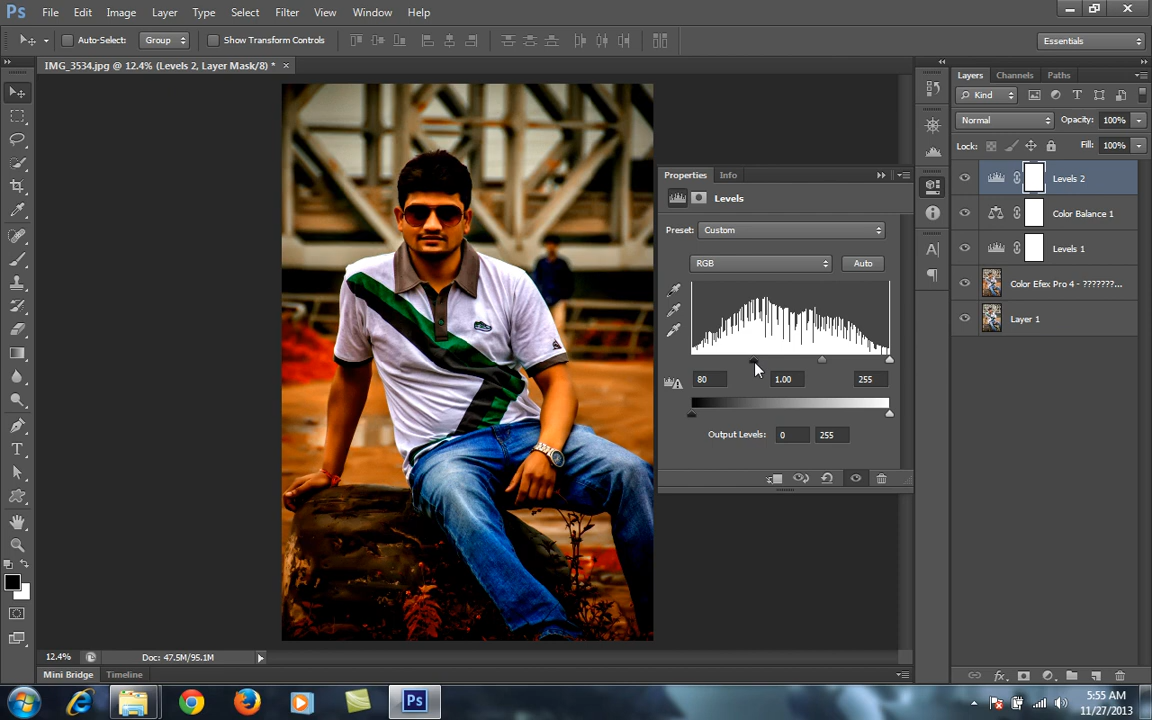 Ps File Edit Image Layer Type Select Filter View Window Help
Auto-Select: Group Show Transform Controls Essentials
IMG_3534.jpg @ 12.4% (Levels 2, Layer Mask/8) * ×
Layers Channels Paths
Kind
Normal Opacity: 100%
Lock: Fill: 100%
Levels 2
Color Balance 1
Levels 1
Color Efex Pro 4 - ???????...
Layer 1
Properties Info
Levels
Preset: Custom
RGB Auto
80 1.00 255
Output Levels: 0 255
12.4% Doc: 47.5M/95.1M
Mini Bridge Timeline
Ps
5:55 AM
11/27/2013